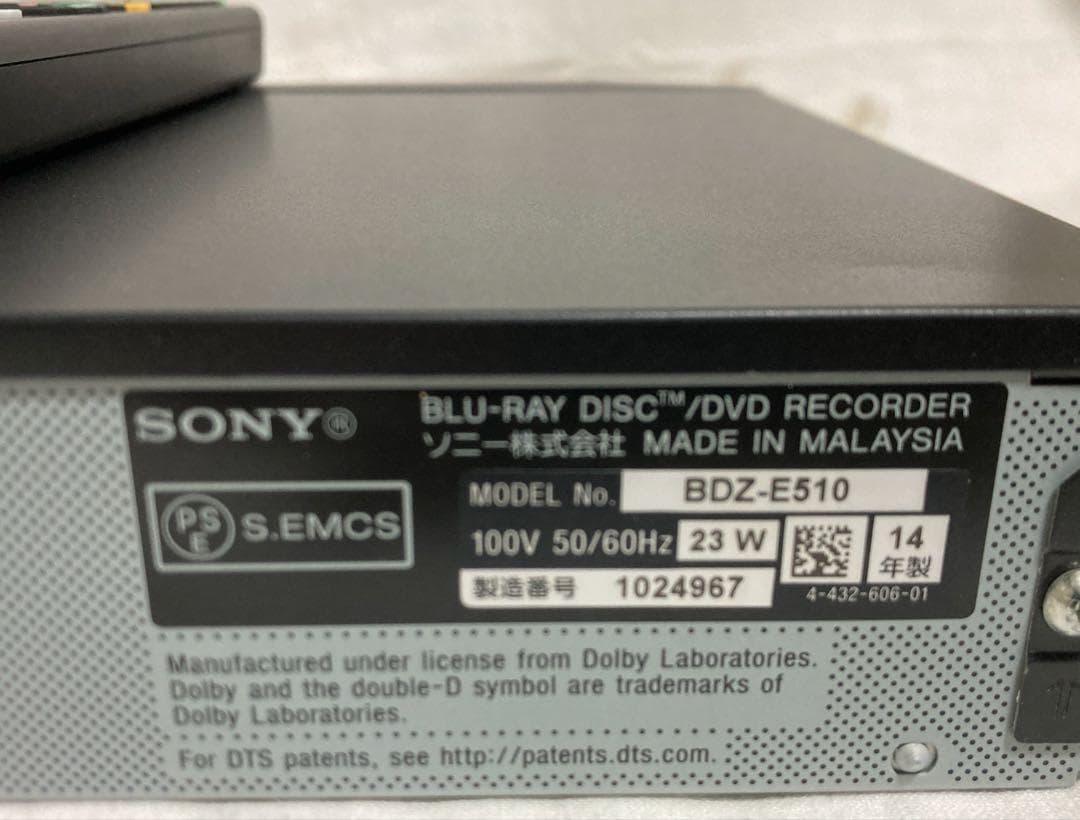 SONY®
BLU-RAY DISC™/DVD RECORDER
ソニー株式会社 MADE IN MALAYSIA
PSE S.EMCS
MODEL No. BDZ-E510
100V 50/60Hz 23 W
14
年製
製造番号 1024967
4-432-606-01
Manufactured under license from Dolby Laboratories.
Dolby and the double-D symbol are trademarks of
Dolby Laboratories.
For DTS patents, see http://patents.dts.com.